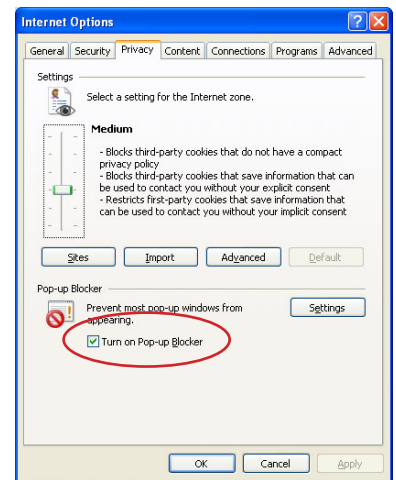 Internet Options
General Security Privacy Content Connections Programs Advanced
Settings
Select a setting for the Internet zone.
Medium
- Blocks third-party cookies that do not have a compact
privacy policy
- Blocks third-party cookies that save information that can
be used to contact you without your explicit consent
- Restricts first-party cookies that save information that
can be used to contact you without your implicit consent
Sites Import Advanced Default
Pop-up Blocker
Prevent most pop-up windows from
appearing.
Settings
Turn on Pop-up Blocker
OK Cancel Apply